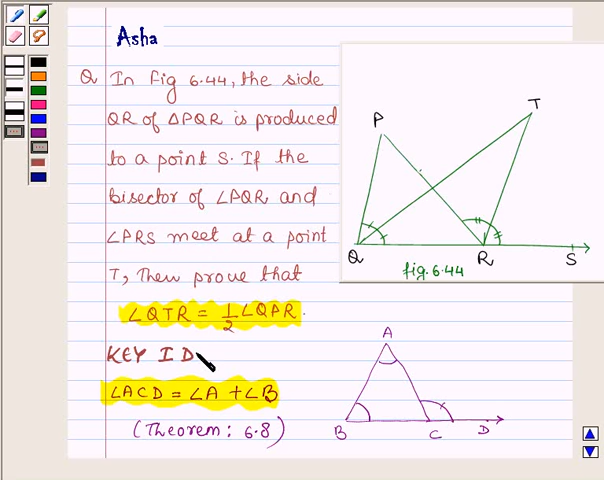 Asha
Q In fig 6.44, the side
QR of ΔPQR is produced
to a point S. If the
bisector of ∠PQR and
∠PRS meet at a point
T, then prove that
∠QTR = 1/2 ∠QPR.
KEY I D
∠ACD = ∠A + ∠B
(Theorem: 6.8)
P
T
Q
R
S
fig. 6.44
A
B
C
D